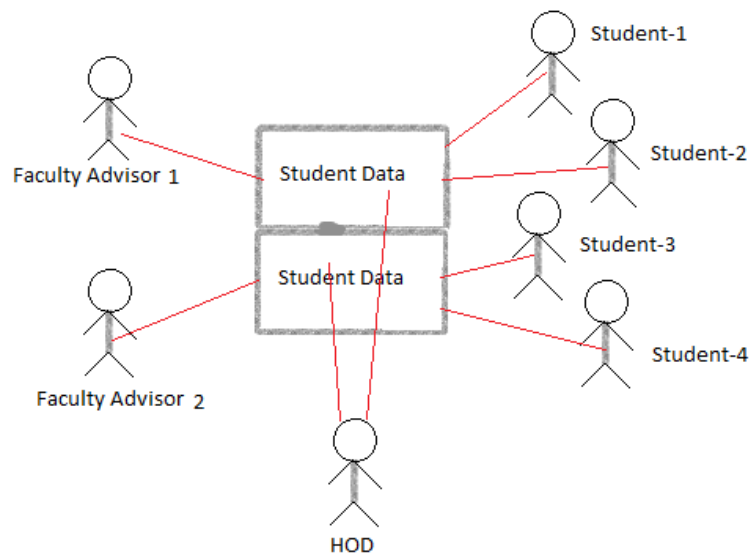 Student-1
Faculty Advisor 1
Student Data
Student-2
Student-3
Student Data
Student-4
Faculty Advisor 2
HOD